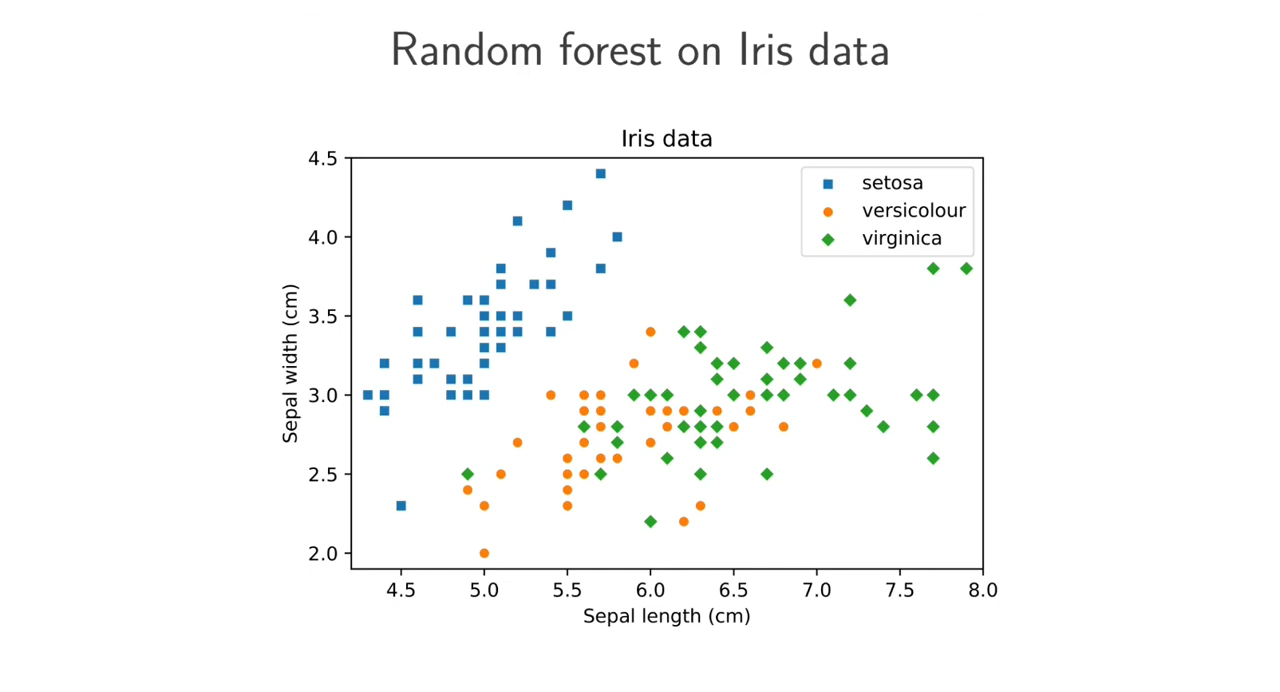 Random forest on Iris data
Iris data
4.5
4.0
3.5
3.0
2.5
2.0
Sepal width (cm)
setosa
versicolour
virginica
4.5 5.0 5.5 6.0 6.5 7.0 7.5 8.0
Sepal length (cm)